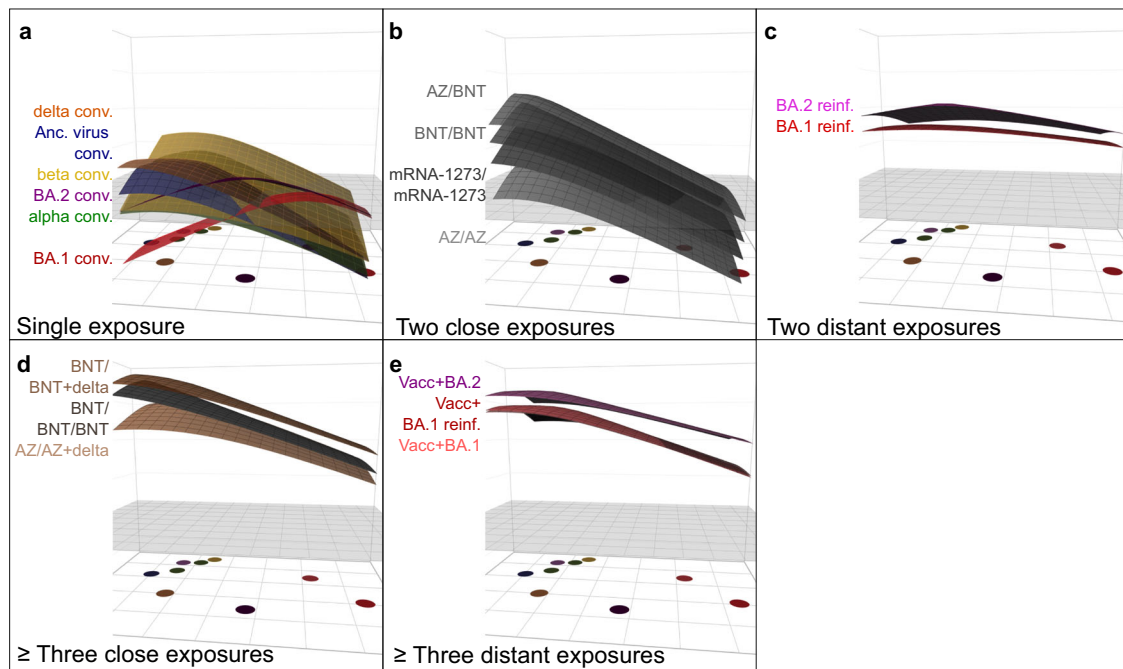 a
delta conv.
Anc. virus
conv.
beta conv.
BA.2 conv.
alpha conv.
BA.1 conv.
Single exposure
b
AZ/BNT
BNT/BNT
mRNA-1273/
mRNA-1273
AZ/AZ
Two close exposures
c
BA.2 reinf.
BA.1 reinf.
Two distant exposures
d
BNT/
BNT+delta
BNT/
BNT/BNT
AZ/AZ+delta
≥ Three close exposures
e
Vacc+BA.2
Vacc+
BA.1 reinf.
Vacc+BA.1
≥ Three distant exposures